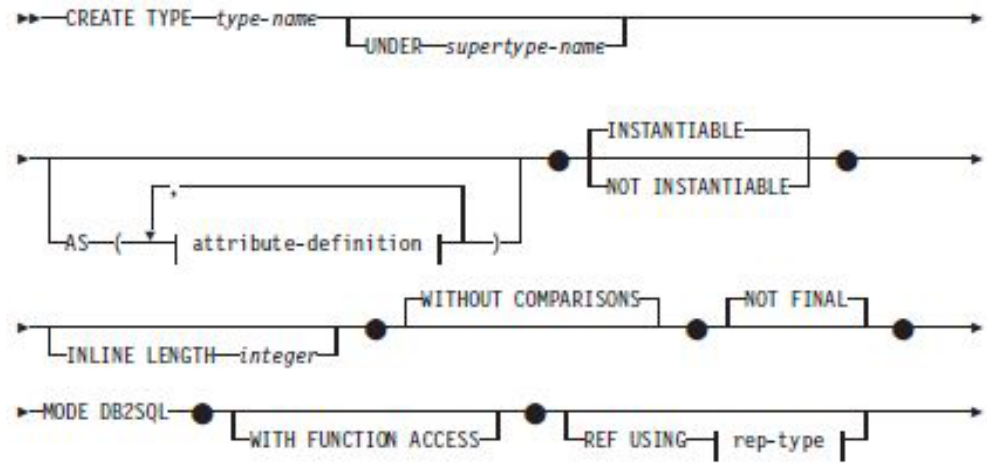 CREATE TYPE type-name
UNDER supertype-name
INSTANTIABLE
NOT INSTANTIABLE
,
AS ( attribute-definition )
WITHOUT COMPARISONS
NOT FINAL
INLINE LENGTH integer
MODE DB2SQL
WITH FUNCTION ACCESS
REF USING rep-type